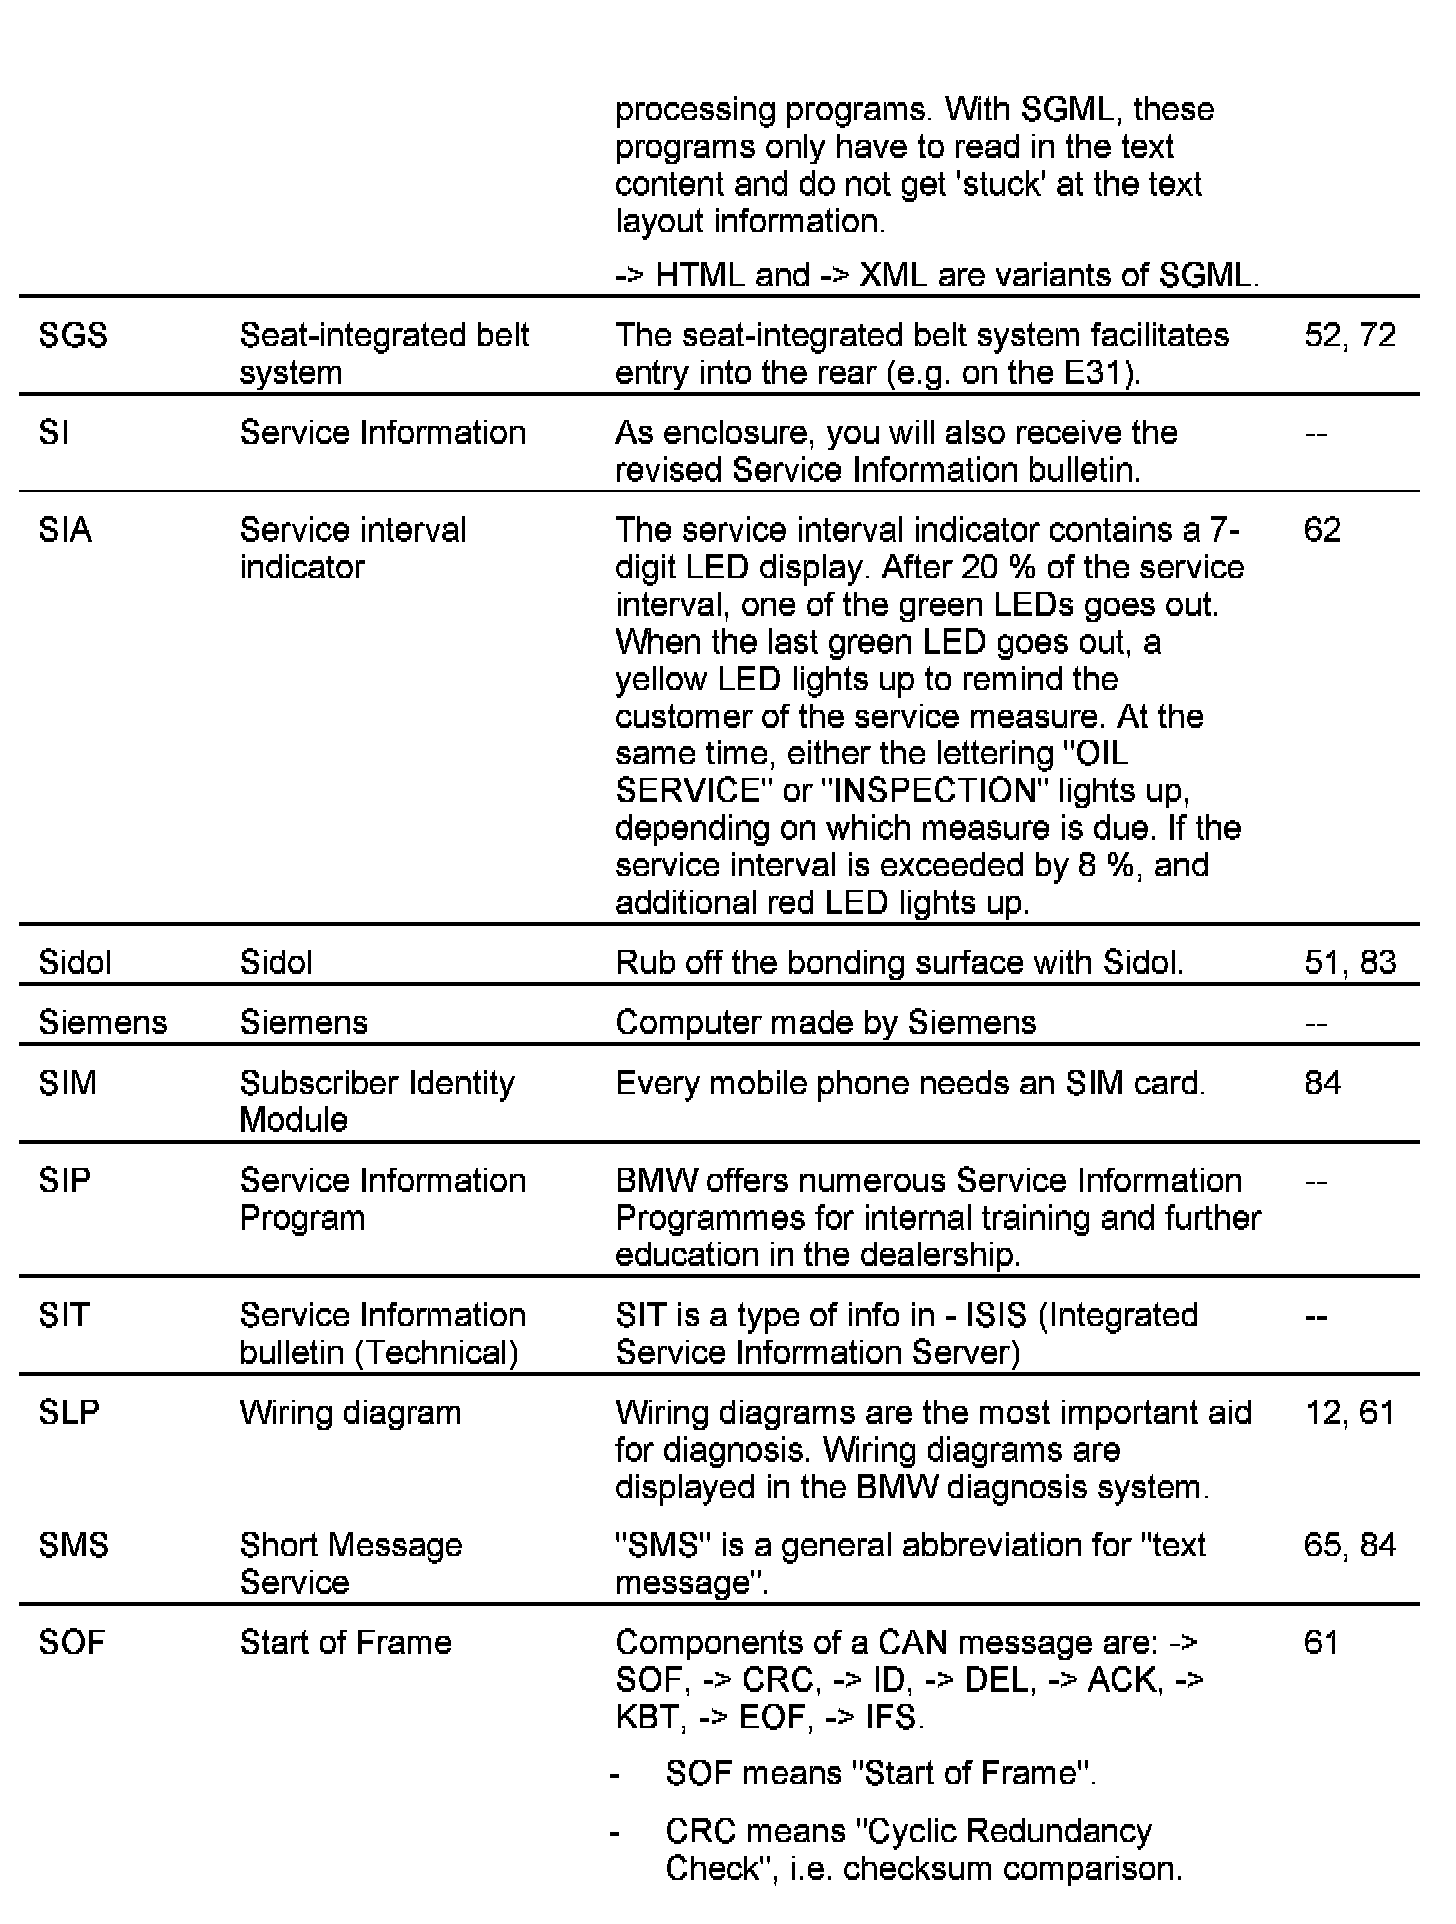 processing programs. With SGML, these
programs only have to read in the text
content and do not get 'stuck' at the text
layout information.
-> HTML and -> XML are variants of SGML.
SGS Seat-integrated belt The seat-integrated belt system facilitates 52, 72
system entry into the rear (e.g. on the E31).
SI Service Information As enclosure, you will also receive the --
revised Service Information bulletin.
SIA Service interval The service interval indicator contains a 7- 62
indicator digit LED display. After 20 % of the service
interval, one of the green LEDs goes out.
When the last green LED goes out, a
yellow LED lights up to remind the
customer of the service measure. At the
same time, either the lettering "OIL
SERVICE" or "INSPECTION" lights up,
depending on which measure is due. If the
service interval is exceeded by 8 %, and
additional red LED lights up.
Sidol Sidol Rub off the bonding surface with Sidol. 51, 83
Siemens Siemens Computer made by Siemens --
SIM Subscriber Identity Every mobile phone needs an SIM card. 84
Module
SIP Service Information BMW offers numerous Service Information --
Program Programmes for internal training and further
education in the dealership.
SIT Service Information SIT is a type of info in - ISIS (Integrated --
bulletin (Technical) Service Information Server)
SLP Wiring diagram Wiring diagrams are the most important aid 12, 61
for diagnosis. Wiring diagrams are
displayed in the BMW diagnosis system.
SMS Short Message "SMS" is a general abbreviation for "text 65, 84
Service message".
SOF Start of Frame Components of a CAN message are: -> 61
SOF, -> CRC, -> ID, -> DEL, -> ACK, ->
KBT, -> EOF, -> IFS.
- SOF means "Start of Frame".
- CRC means "Cyclic Redundancy
Check", i.e. checksum comparison.